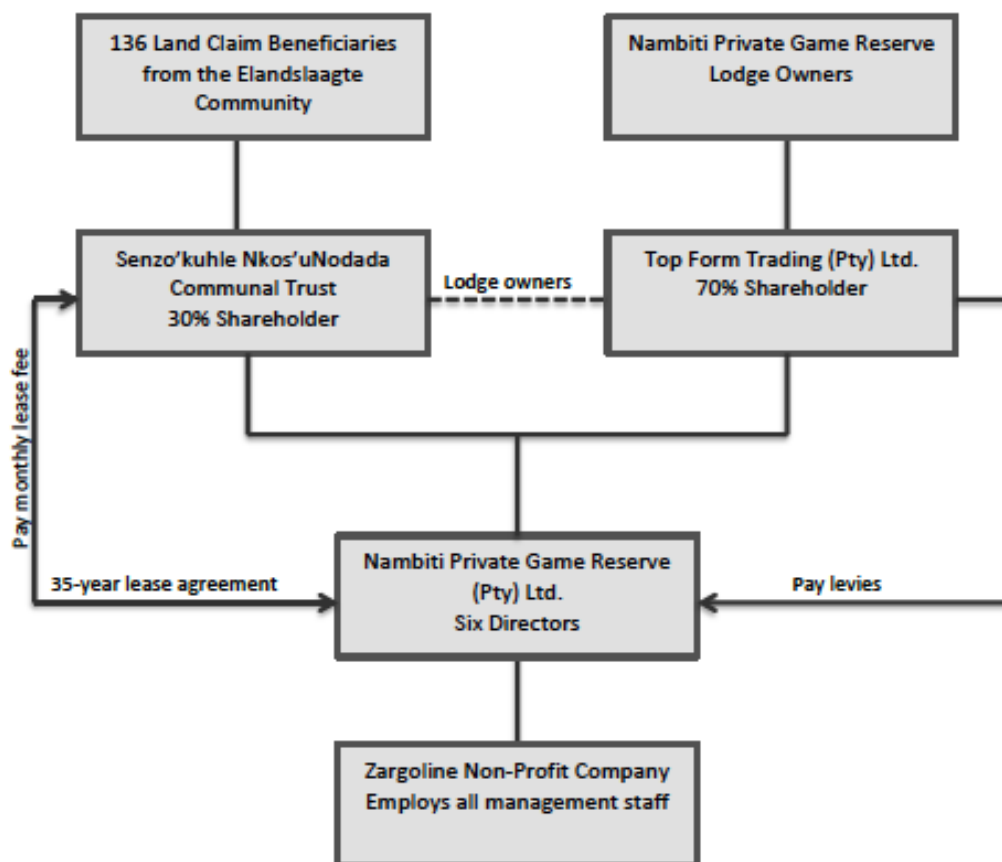 136 Land Claim Beneficiaries
from the Elandslaagte
Community
Nambiti Private Game Reserve
Lodge Owners
Senzo'kuhle Nkos'uNodada
Communal Trust
30% Shareholder
Lodge owners
Top Form Trading (Pty) Ltd.
70% Shareholder
Pay monthly lease fee
35-year lease agreement
Nambiti Private Game Reserve
(Pty) Ltd.
Six Directors
Pay levies
Zargoline Non-Profit Company
Employs all management staff